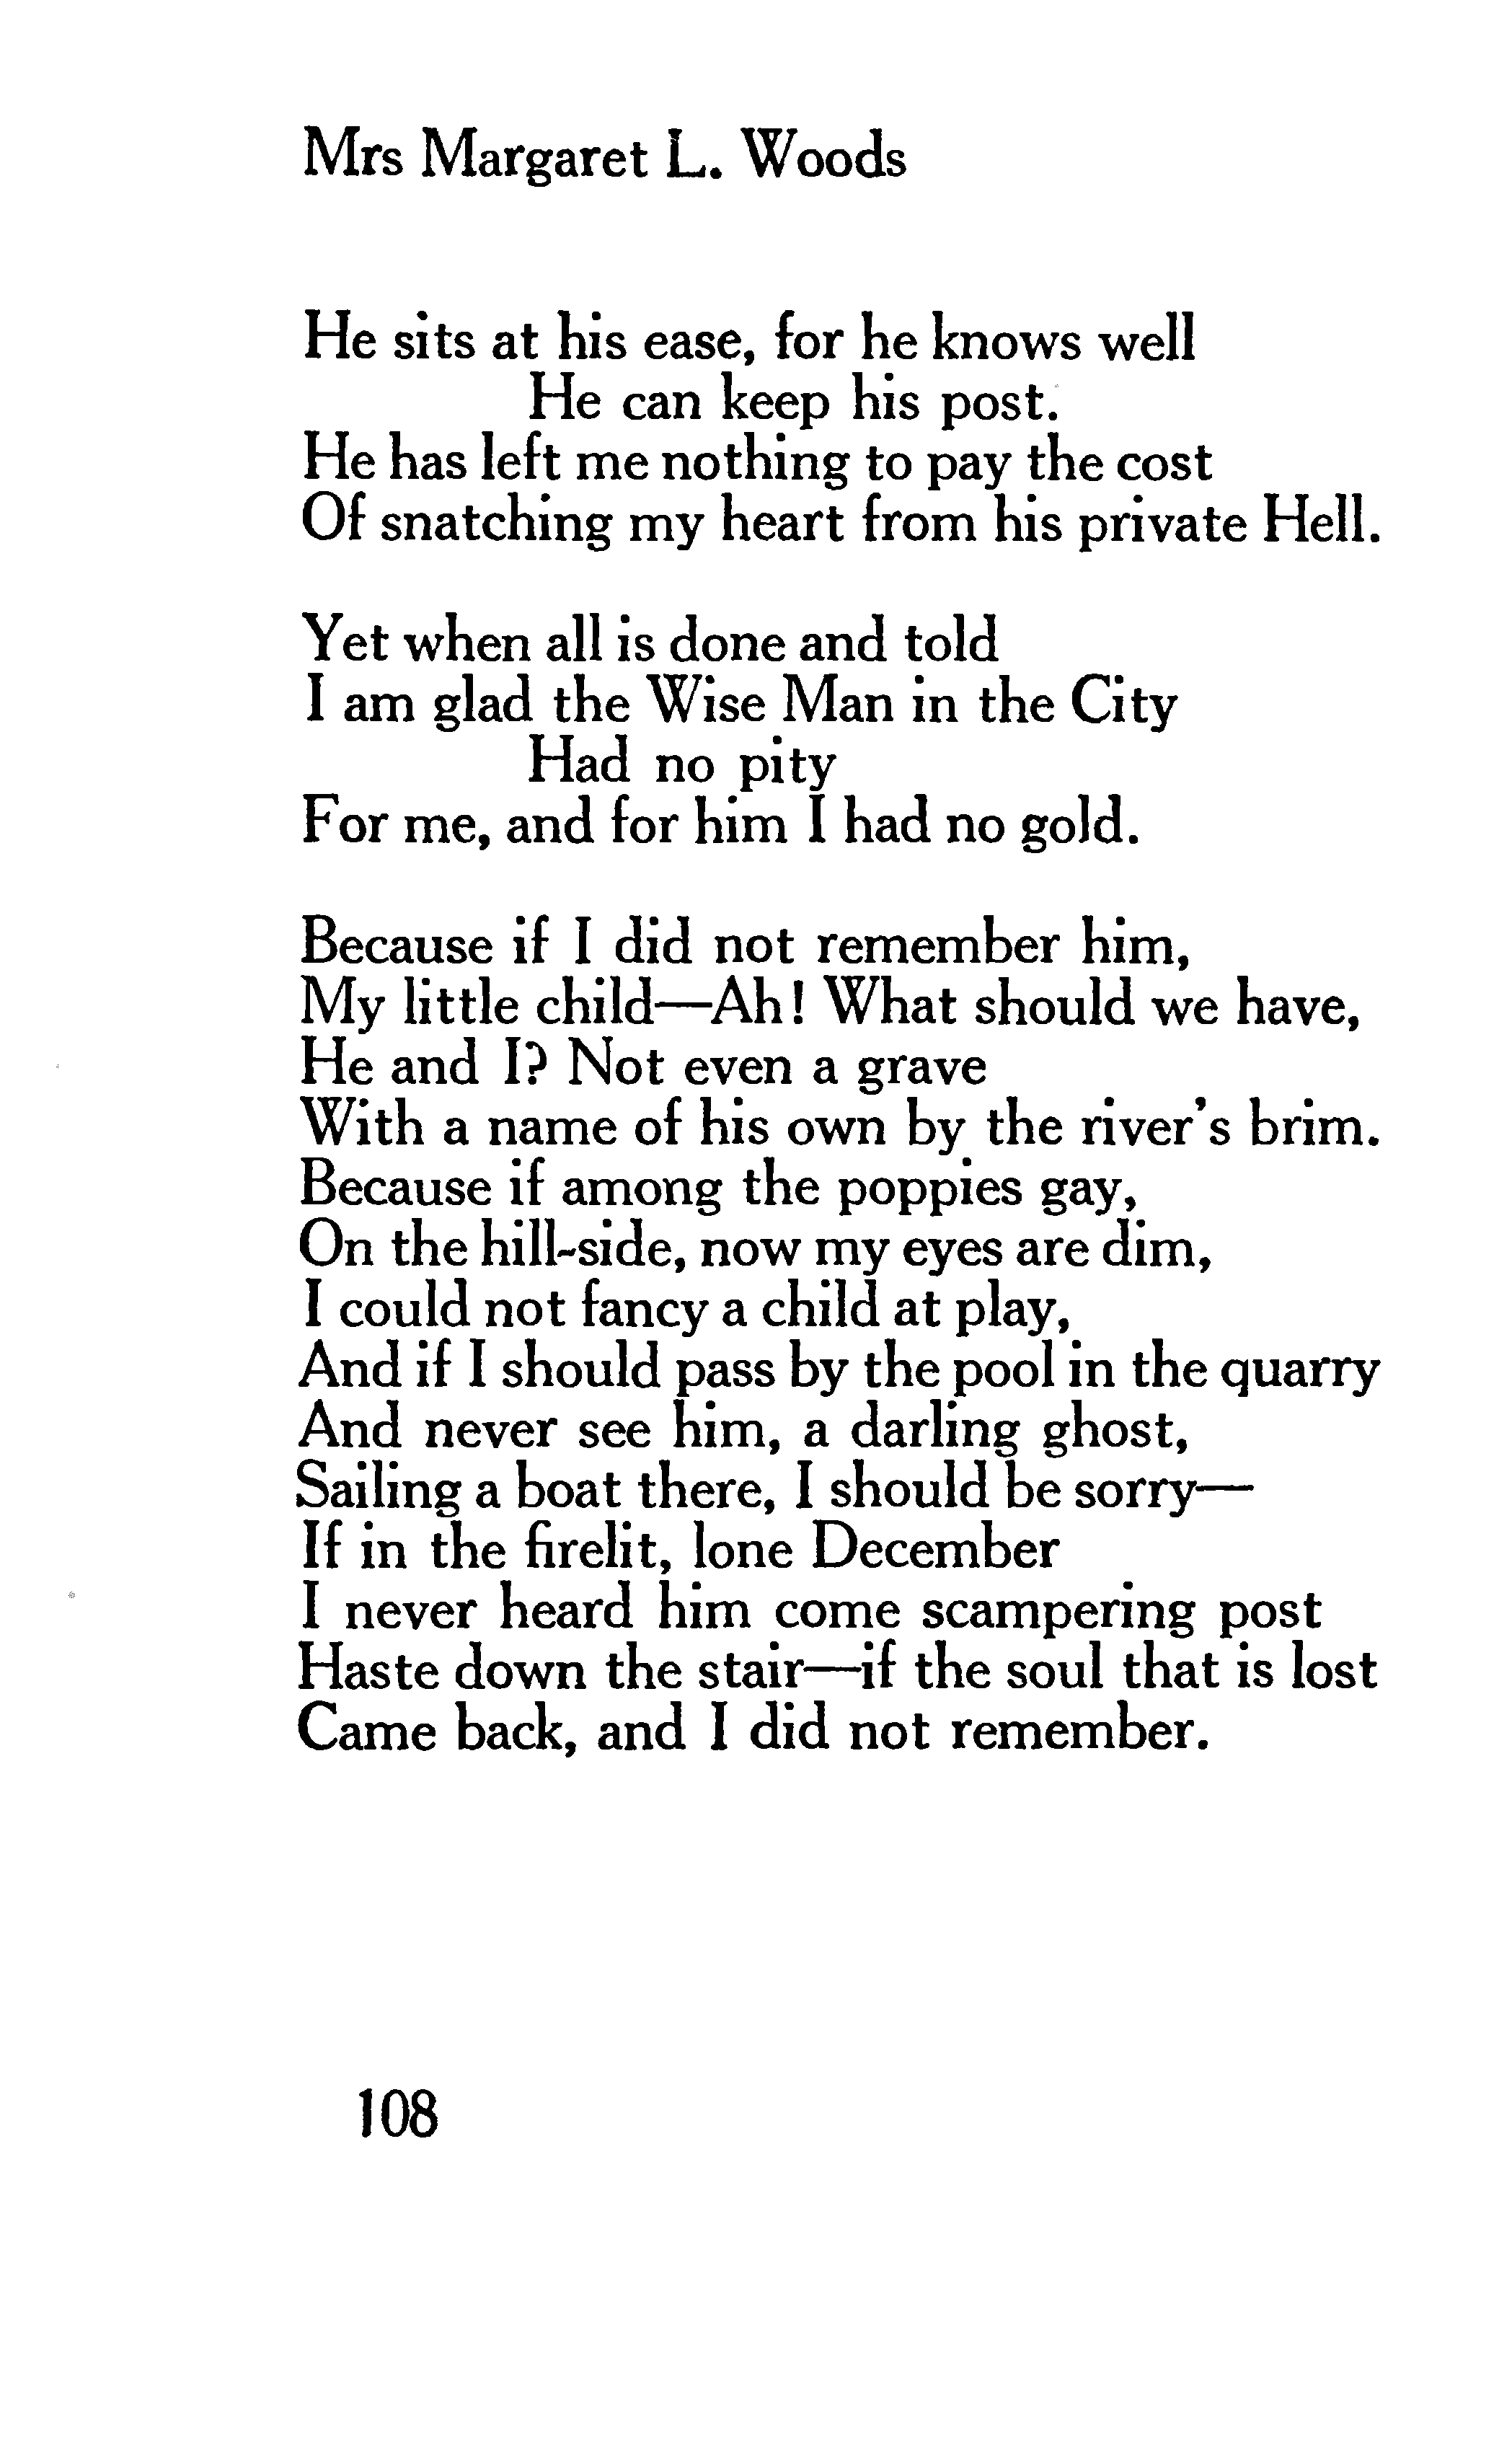 Mrs Margaret L. Woods
He sits at his ease, for he knows well
He can keep his post.
He has left me nothing to pay the cost
Of snatching my heart from his private Hell.
Yet when all is done and told
I am glad the Wise Man in the City
Had no pity
For me, and for him I had no gold.
Because if I did not remember him,
My little child—Ah! What should we have,
He and I? Not even a grave
With a name of his own by the river's brim.
Because if among the poppies gay,
On the hill-side, now my eyes are dim,
I could not fancy a child at play,
And if I should pass by the pool in the quarry
And never see him, a darling ghost,
Sailing a boat there, I should be sorry—
If in the firelit, lone December
I never heard him come scampering post
Haste down the stair—if the soul that is lost
Came back, and I did not remember.
108